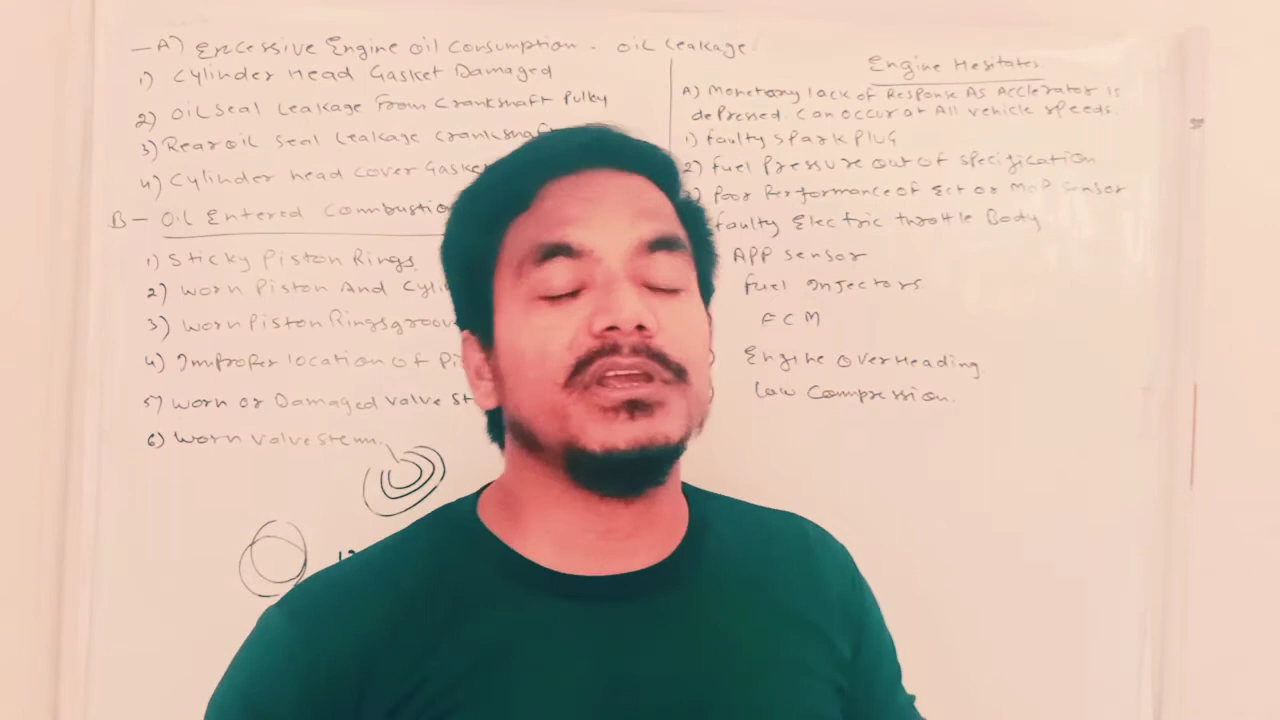 A) Excessive Engine oil Consumption. oil Leakage.
1) Cylinder Head Gasket Damaged
2) Oil seal Leakage From Crankshaft Pulley
3) Rear oil seal Leakage Crankshaft
4) Cylinder head cover Gasket
B - Oil Entered
1) Sticky Piston Rings
2) Worn Piston And
3) Worn Piston Rings
4) Improper location of
5) Worn or Damaged Valve
6) Worn Valve Stem.
Engine Hesitates
A) Monetary lack of Response As Accelerator is
depressed. Can occur at All vehicle speeds.
1) faulty spark plug
2) Fuel Pressure out of specification
Poor Performance of Ect or MAP sensor
faulty Electric throttle Body
APP sensor
fuel Injectors.
ECM
Engine OverHeading
Law Compression.